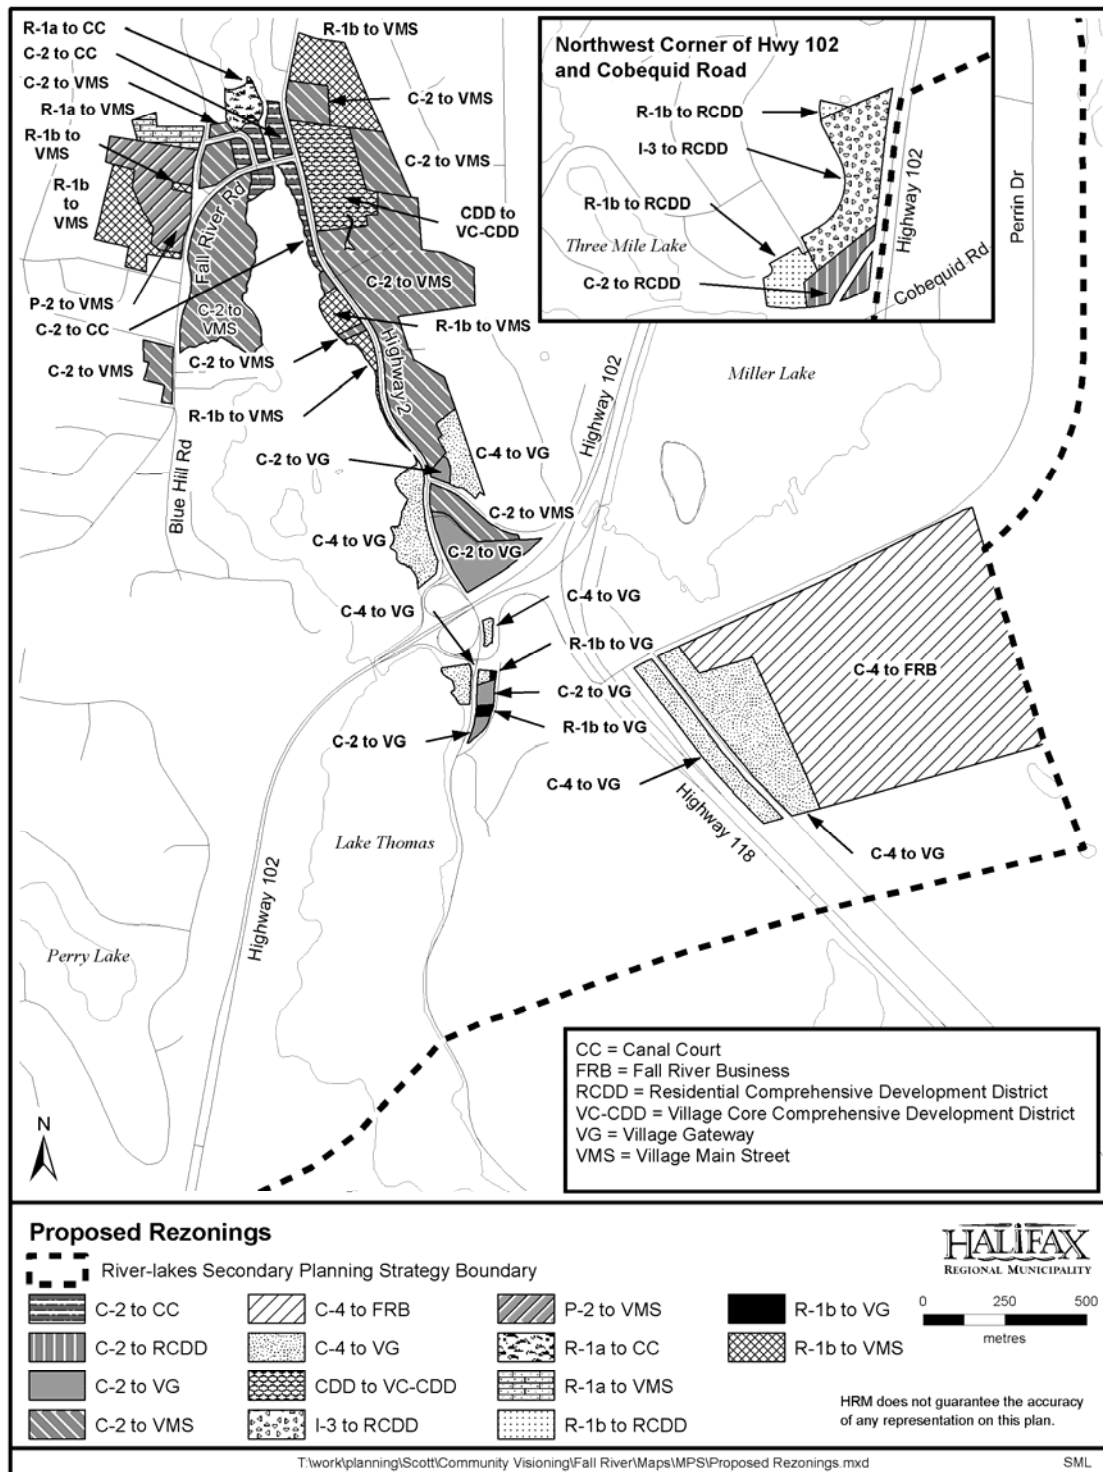 R-1a to CC
C-2 to CC
C-2 to VMS
R-1a to VMS
R-1b to
VMS
R-1b
to
VMS
P-2 to VMS
C-2 to CC
C-2 to VMS
R-1b to VMS
C-2 to VMS
C-2 to VMS
CDD to
VC-CDD
C-2 to VMS
R-1b to VMS
Fall River Rd
C-2 to
VMS
C-2 to VMS
R-1b to VMS
Highway 2
Blue Hill Rd
C-2 to VG
C-4 to VG
C-2 to VMS
C-4 to VG
C-2 to VG
C-4 to VG
C-4 to VG
R-1b to VG
C-2 to VG
R-1b to VG
C-2 to VG
C-4 to VG
C-4 to FRB
C-4 to VG
Highway 102
Highway 118
Highway 102
Miller Lake
Lake Thomas
Perry Lake
Perrin Dr
Northwest Corner of Hwy 102
and Cobequid Road
R-1b to RCDD
I-3 to RCDD
R-1b to RCDD
Three Mile Lake
C-2 to RCDD
Highway 102
Cobequid Rd
N
CC = Canal Court
FRB = Fall River Business
RCDD = Residential Comprehensive Development District
VC-CDD = Village Core Comprehensive Development District
VG = Village Gateway
VMS = Village Main Street
Proposed Rezonings
River-lakes Secondary Planning Strategy Boundary
C-2 to CC
C-2 to RCDD
C-2 to VG
C-2 to VMS
C-4 to FRB
C-4 to VG
CDD to VC-CDD
I-3 to RCDD
P-2 to VMS
R-1a to CC
R-1a to VMS
R-1b to RCDD
R-1b to VG
R-1b to VMS
HALIFAX
REGIONAL MUNICIPALITY
0 250 500
metres
HRM does not guarantee the accuracy
of any representation on this plan.
T:\work\planning\Scott\Community Visioning\Fall River\Maps\MPS\Proposed Rezonings.mxd
SML